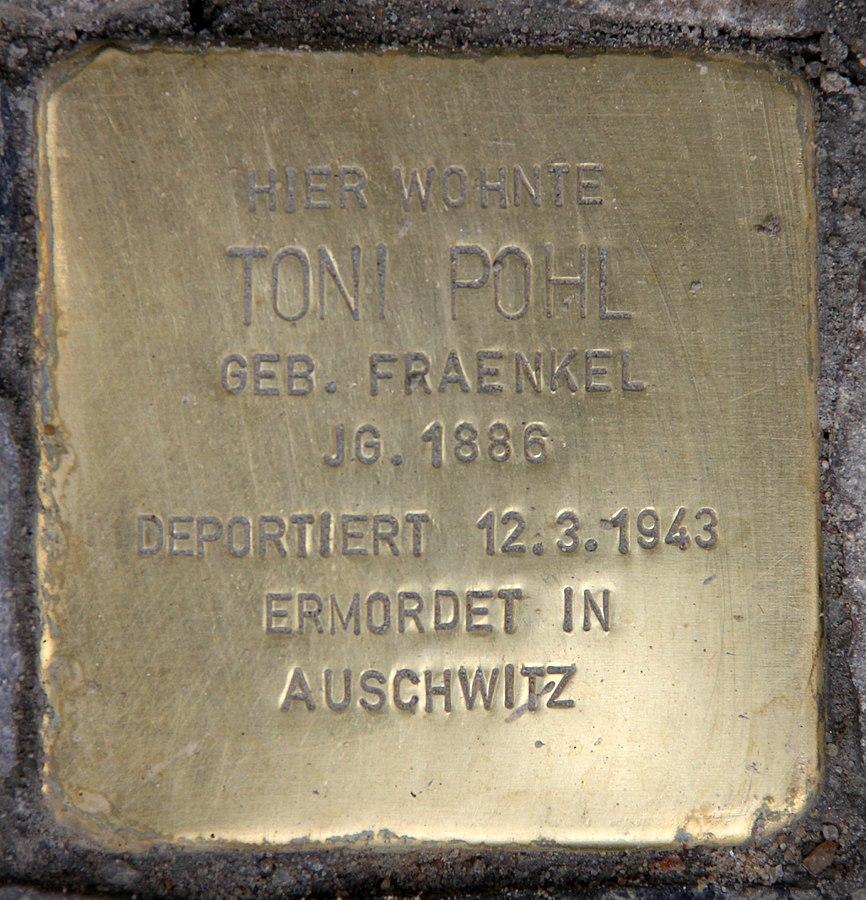 HIER WOHNTE
TONI POHL
GEB. FRAENKEL
JG. 1886
DEPORTIERT 12.3.1943
ERMORDET IN
AUSCHWITZ